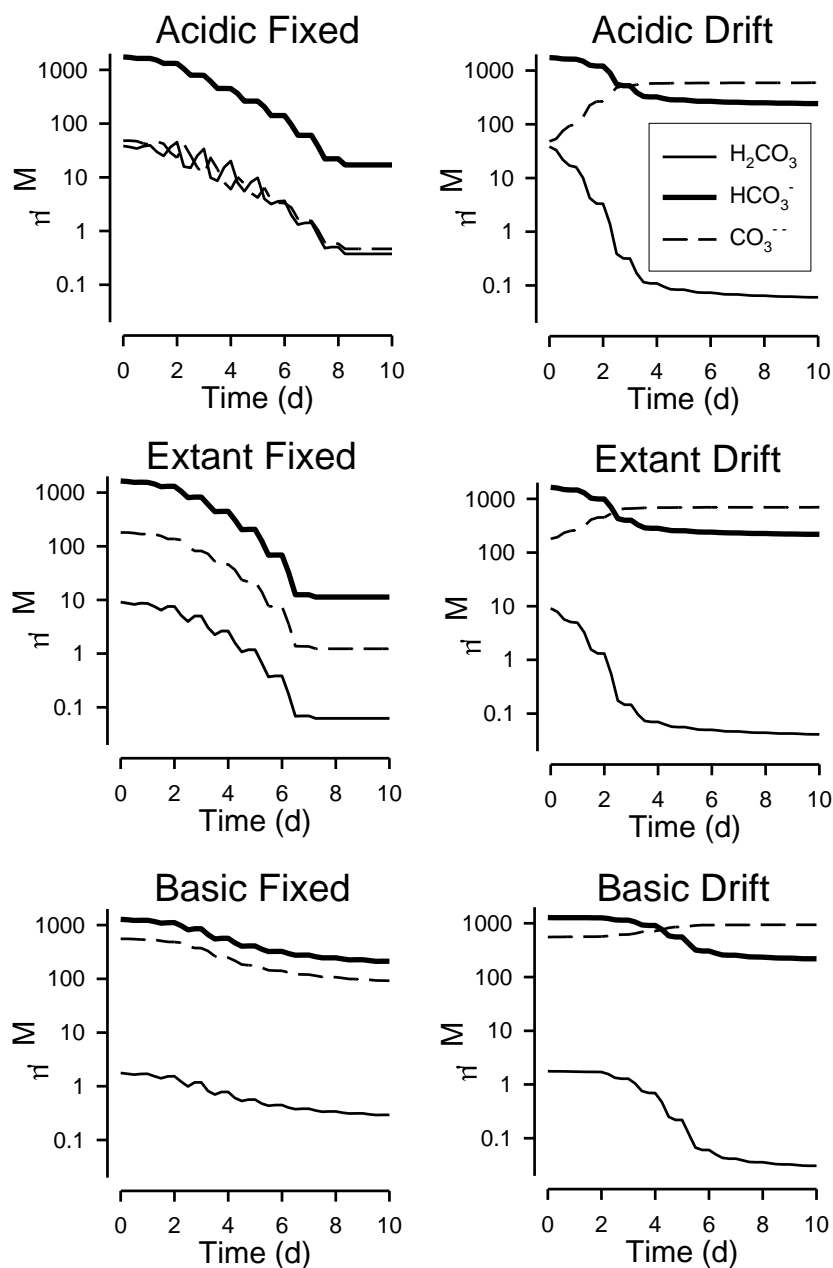 Acidic Fixed
1000
100
10
1
0.1
µM
0 2 4 6 8 10
Time (d)
Acidic Drift
1000
100
10
1
0.1
µM
H₂CO₃
HCO₃⁻
CO₃⁻⁻
0 2 4 6 8 10
Time (d)
Extant Fixed
1000
100
10
1
0.1
µM
0 2 4 6 8 10
Time (d)
Extant Drift
1000
100
10
1
0.1
µM
0 2 4 6 8 10
Time (d)
Basic Fixed
1000
100
10
1
0.1
µM
0 2 4 6 8 10
Time (d)
Basic Drift
1000
100
10
1
0.1
µM
0 2 4 6 8 10
Time (d)